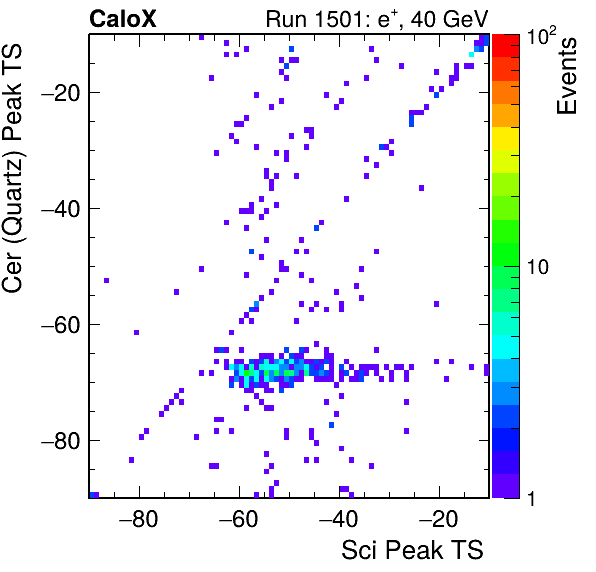 CaloX Run 1501: e⁺, 40 GeV
Cer (Quartz) Peak TS
−20
−40
−60
−80
−80 −60 −40 −20
Sci Peak TS
10²
10
1
Events